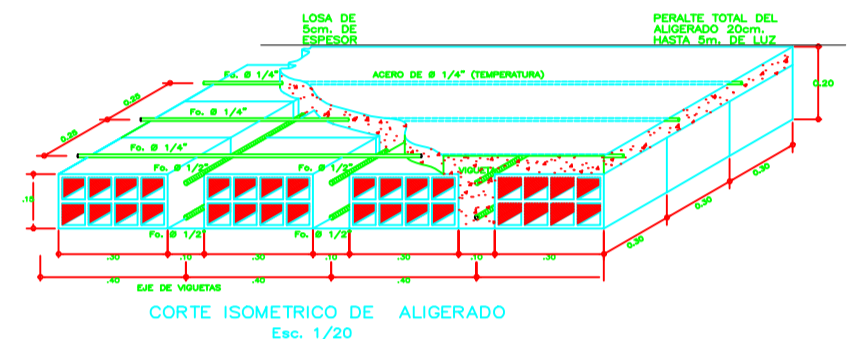 LOSA DE
5cm. DE
ESPESOR
PERALTE TOTAL DEL
ALIGERADO 20cm.
HASTA 5m. DE LUZ
Fo. Ø 1/4"
ACERO DE Ø 1/4" (TEMPERATURA)
0.20
0.25
Fo. Ø 1/4"
0.25
Fo. Ø 1/4"
Fo. Ø 1/2"
Fo. Ø 1/2"
VIGUETA
.15
0.30
0.30
0.30
Fo. Ø 1/2"
Fo. Ø 1/2"
.30
.10
.30
.10
.30
.10
.30
.40
.40
.40
.40
EJE DE VIGUETAS
CORTE ISOMETRICO DE ALIGERADO
Esc. 1/20